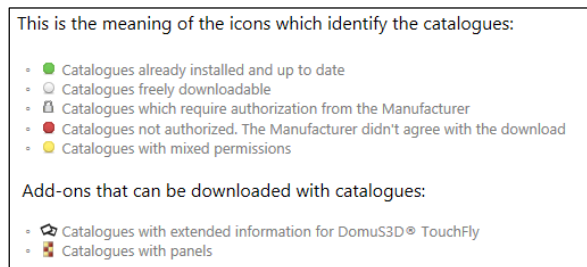 This is the meaning of the icons which identify the catalogues:
Catalogues already installed and up to date
Catalogues freely downloadable
Catalogues which require authorization from the Manufacturer
Catalogues not authorized. The Manufacturer didn't agree with the download
Catalogues with mixed permissions
Add-ons that can be downloaded with catalogues:
Catalogues with extended information for DomuS3D® TouchFly
Catalogues with panels